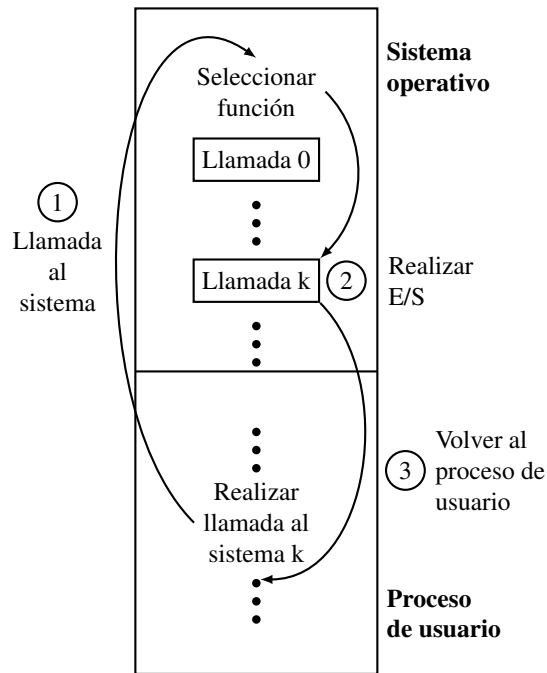 Sistema
operativo
Seleccionar
función
Llamada 0
1
Llamada
al
sistema
Llamada k
2
Realizar
E/S
3
Volver al
proceso de
usuario
Realizar
llamada al
sistema k
Proceso
de usuario